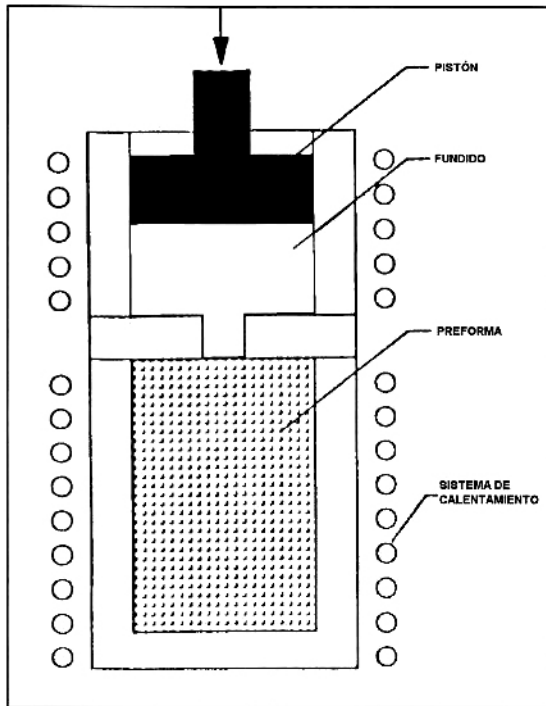 PISTÓN
FUNDIDO
PREFORMA
SISTEMA DE
CALENTAMIENTO